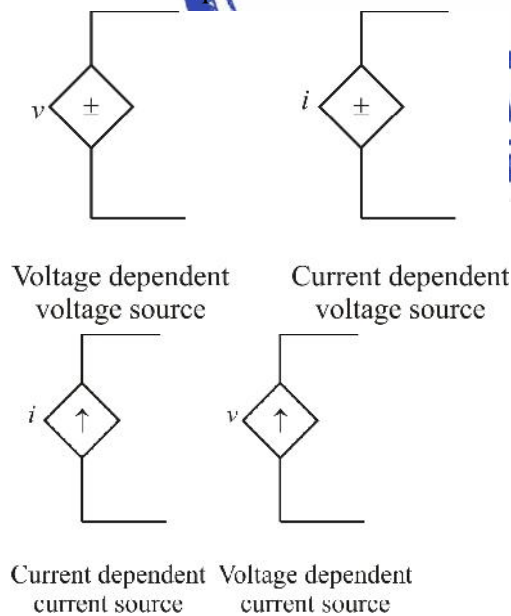 v ± i ±
Voltage dependent Current dependent
voltage source voltage source
i ↑ v ↑
Current dependent Voltage dependent
current source current source